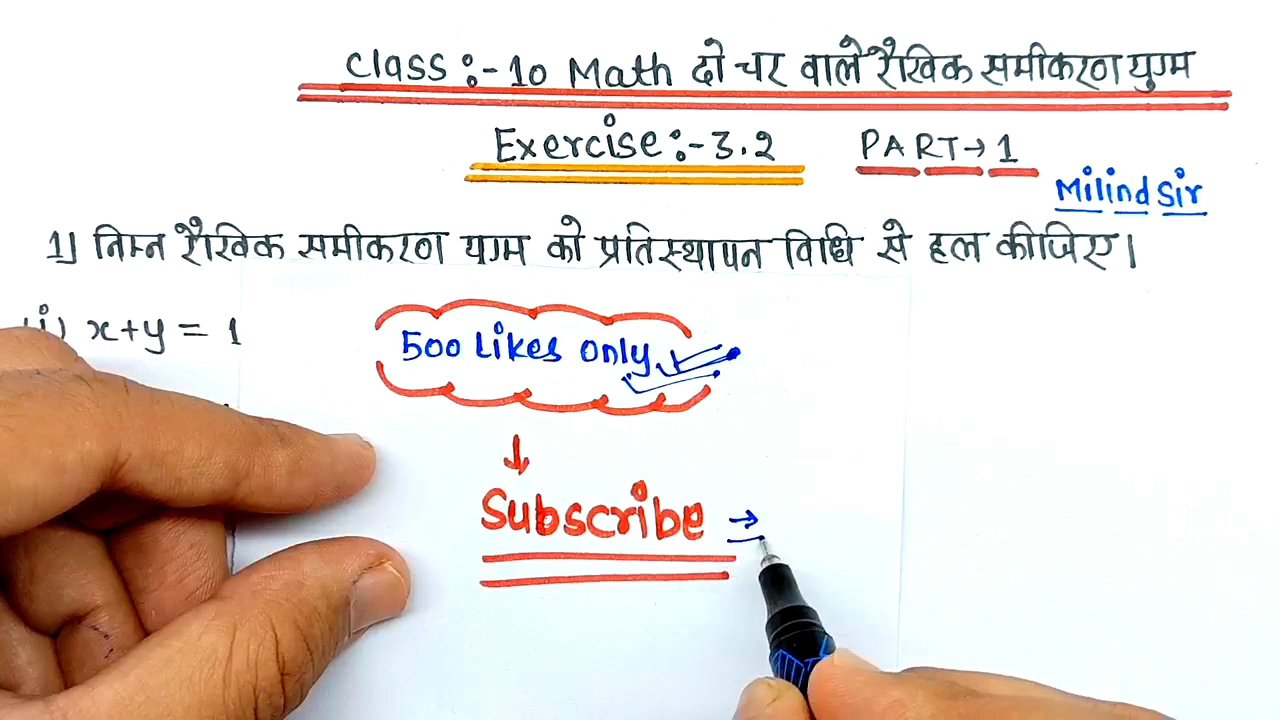 Class :- 10 Math दो चर वाले रैखिक समीकरण युग्म
Exercise :- 3.2 PART → 1
Milind Sir
1] निम्न रैखिक समीकरण युग्म को प्रतिस्थापन विधि से हल कीजिए।
(i) x+y = 1
500 Likes only
↓
Subscribe →